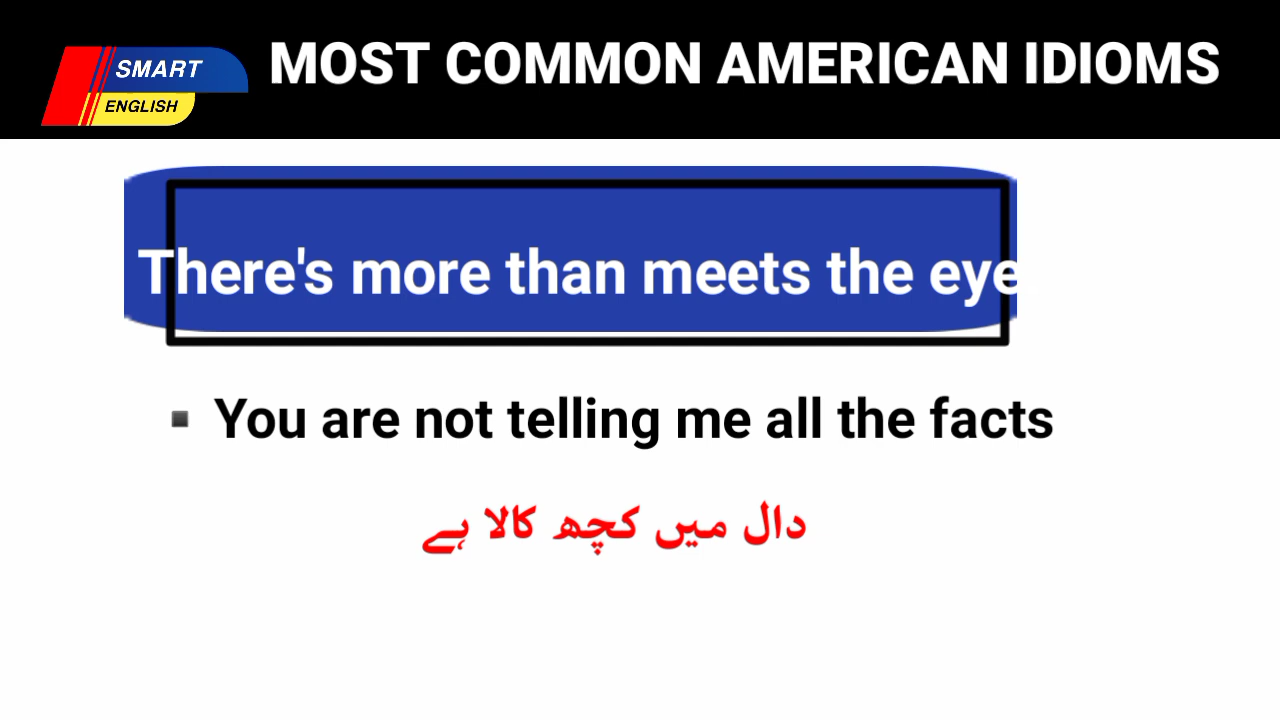 SMART
ENGLISH
MOST COMMON AMERICAN IDIOMS
There's more than meets the eye
▪ You are not telling me all the facts
دال میں کچھ کالا ہے